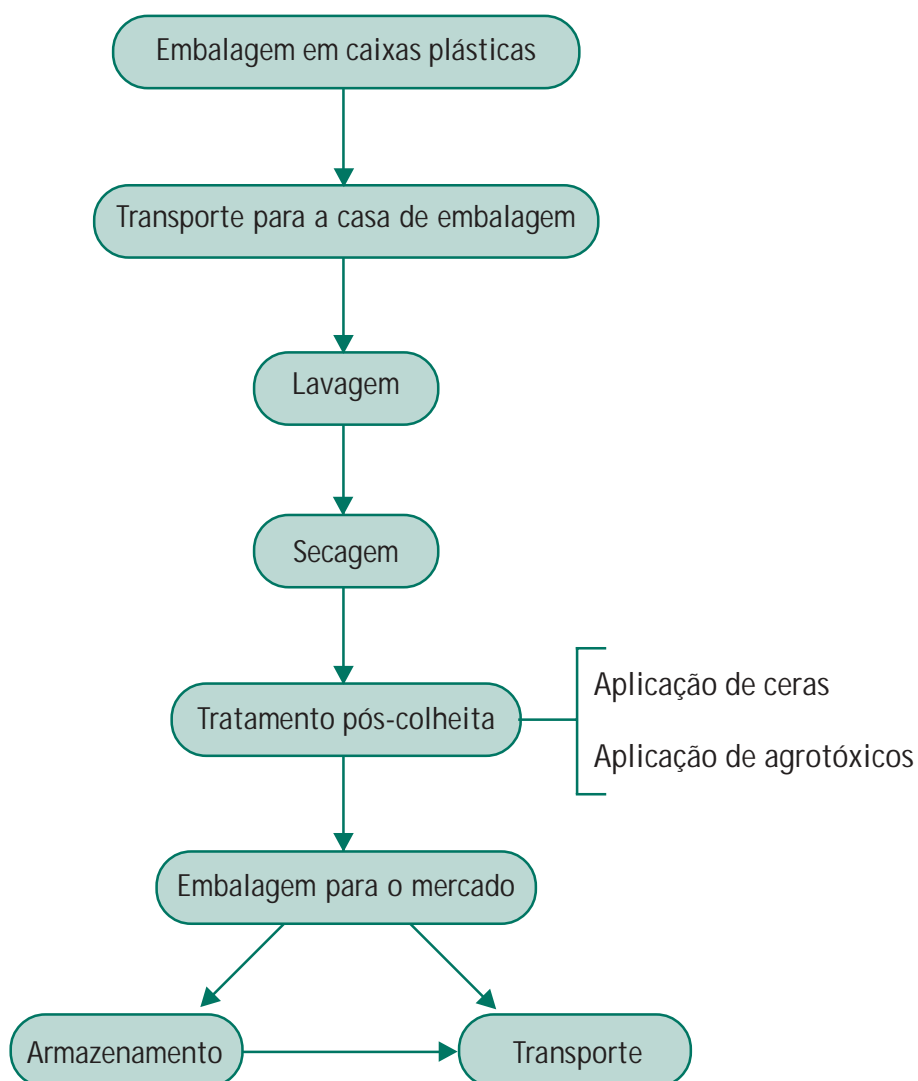 Embalagem em caixas plásticas
Transporte para a casa de embalagem
Lavagem
Secagem
Tratamento pós-colheita
Aplicação de ceras
Aplicação de agrotóxicos
Embalagem para o mercado
Armazenamento
Transporte